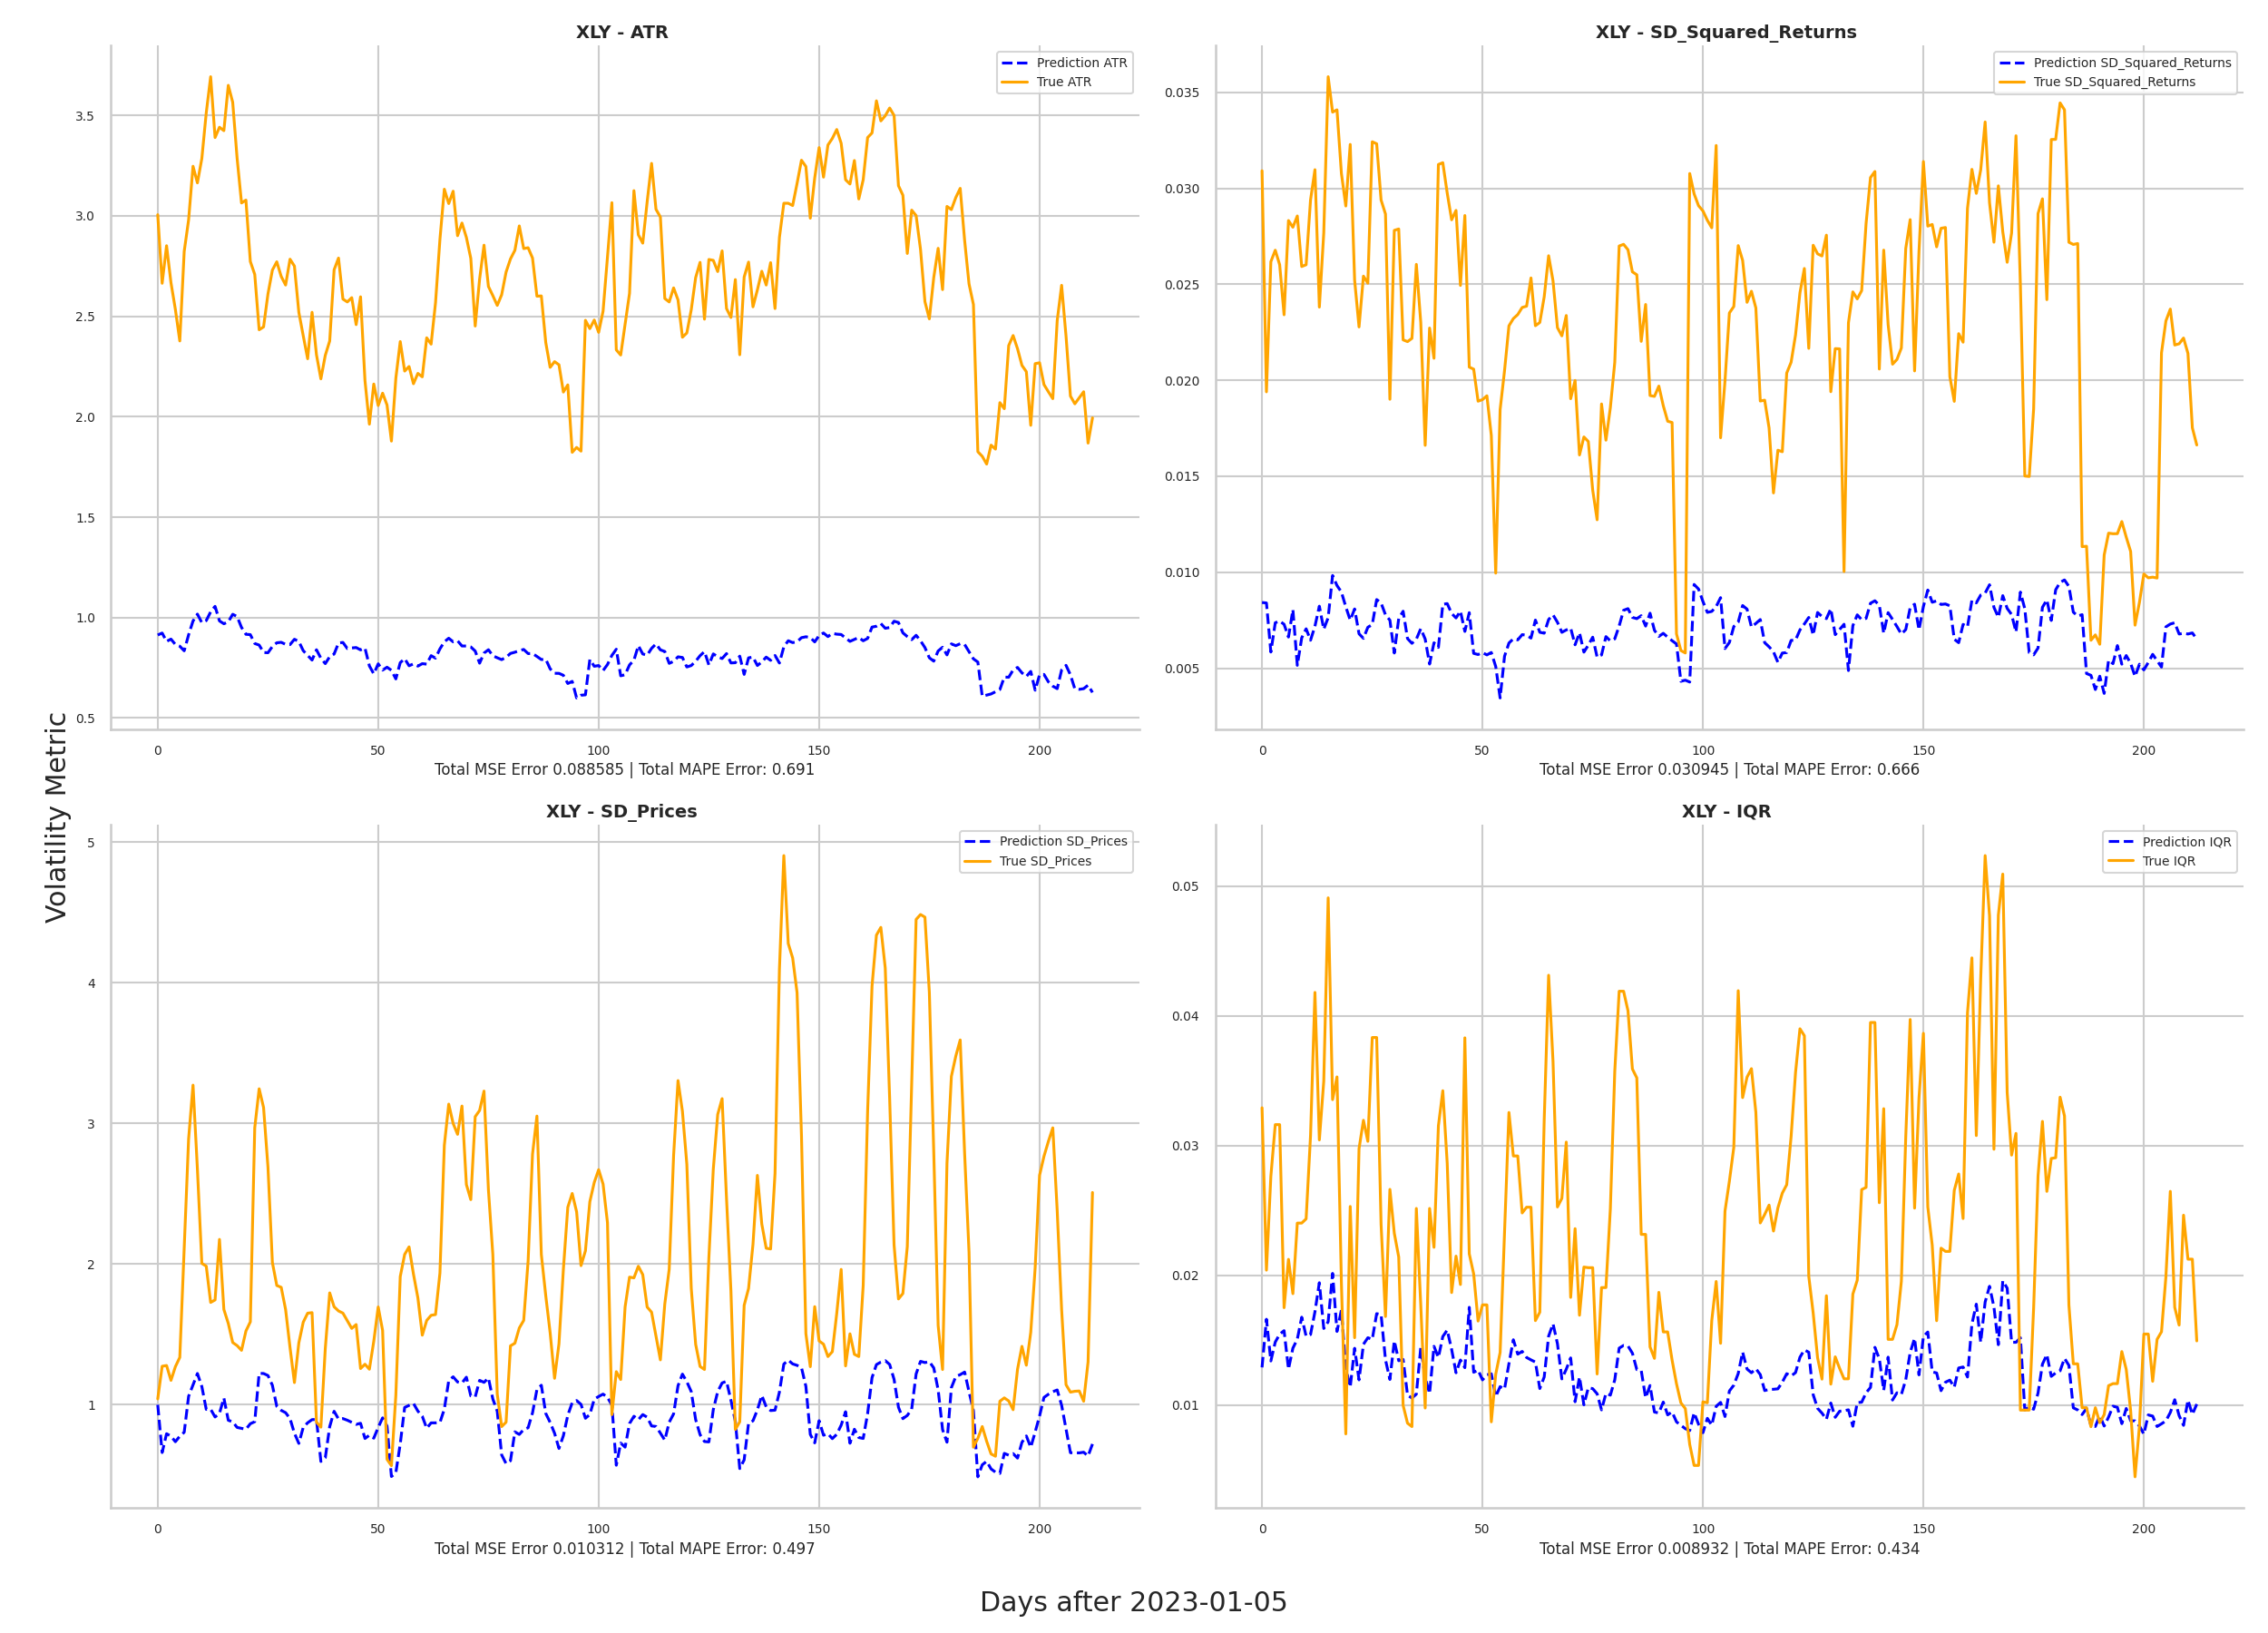 XLY - ATR
Prediction ATR
True ATR
3.5
3.0
2.5
2.0
1.5
1.0
0.5
0
50
100
150
200
Total MSE Error 0.088585 | Total MAPE Error: 0.691
XLY - SD_Squared_Returns
Prediction SD_Squared_Returns
True SD_Squared_Returns
0.035
0.030
0.025
0.020
0.015
0.010
0.005
0
50
100
150
200
Total MSE Error 0.030945 | Total MAPE Error: 0.666
Volatility Metric
XLY - SD_Prices
Prediction SD_Prices
True SD_Prices
5
4
3
2
1
0
50
100
150
200
Total MSE Error 0.010312 | Total MAPE Error: 0.497
XLY - IQR
Prediction IQR
True IQR
0.05
0.04
0.03
0.02
0.01
0
50
100
150
200
Total MSE Error 0.008932 | Total MAPE Error: 0.434
Days after 2023-01-05